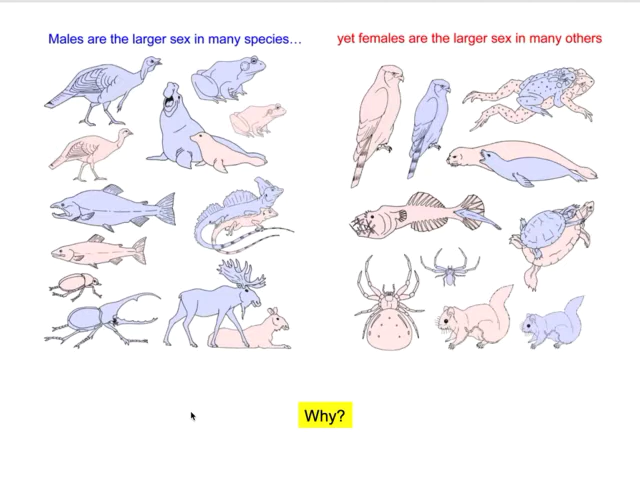 Males are the larger sex in many species…
yet females are the larger sex in many others
Why?